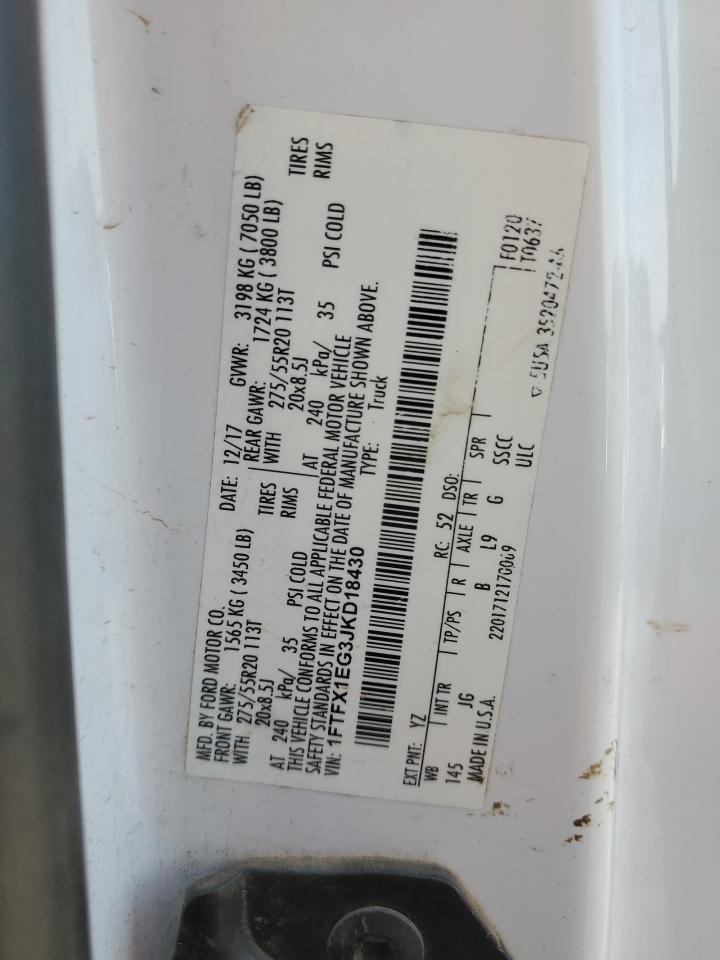 MFD. BY FORD MOTOR CO.
DATE: 12/17
GVWR: 3198 KG ( 7050 LB)
FRONT GAWR: 1565 KG ( 3450 LB)
REAR GAWR: 1724 KG ( 3800 LB)
WITH 275/55R20 113T TIRES
WITH 275/55R20 113T TIRES
20x8.5J RIMS
20x8.5J RIMS
AT 240 kPa/ 35 PSI COLD
AT 240 kPa/ 35 PSI COLD
THIS VEHICLE CONFORMS TO ALL APPLICABLE FEDERAL MOTOR VEHICLE
SAFETY STANDARDS IN EFFECT ON THE DATE OF MANUFACTURE SHOWN ABOVE.
VIN: 1FTFX1EG3JKD18430
TYPE: Truck
EXT PNT: YZ
RC: 52 DSO:
WB INT TR TP/PS R AXLE TR SPR
145 JG B L9 G SSCC
F0120
T0637
MADE IN U.S.A.
ULC